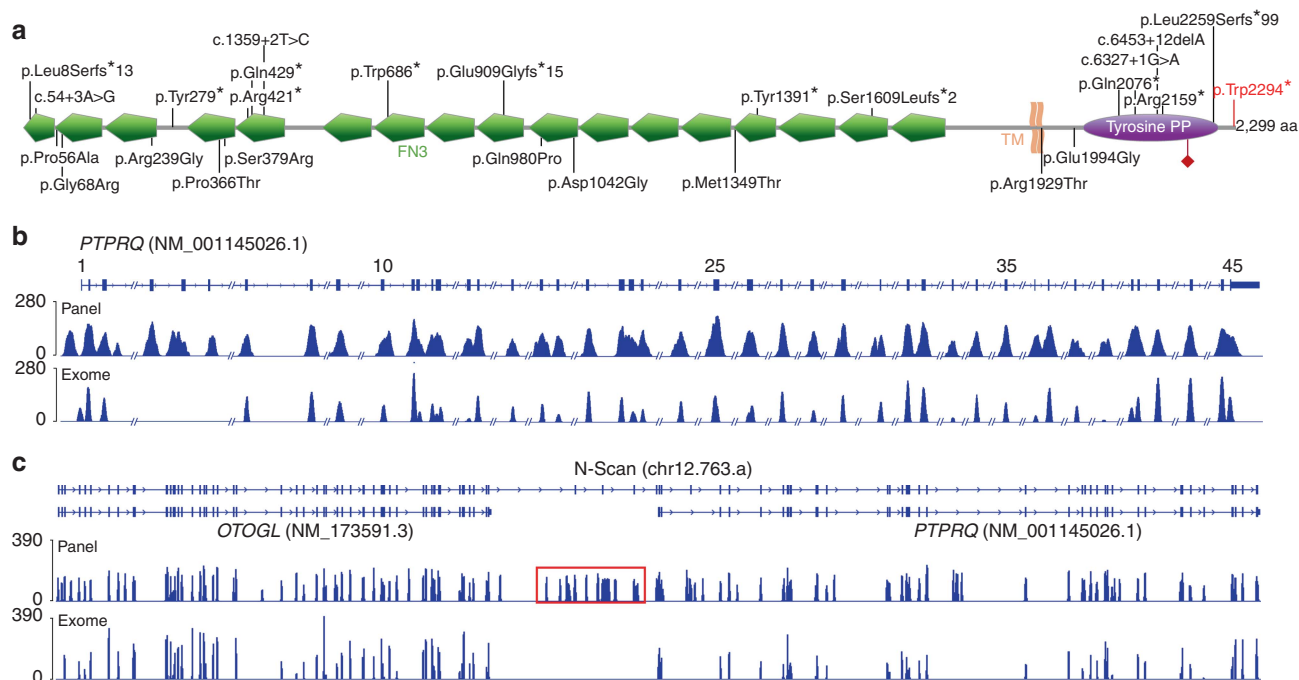 a
p.Leu2259Serfs*99
c.1359+2T>C
c.6453+12delA
c.6327+1G>A
p.Leu8Serfs*13
p.Gln429*
p.Trp686*
p.Glu909Glyfs*15
p.Gln2076*
p.Trp2294*
c.54+3A>G
p.Tyr279*
p.Arg421*
p.Tyr1391*
p.Ser1609Leufs*2
p.Arg2159*
Tyrosine PP
2,299 aa
FN3
TM
p.Pro56Ala
p.Arg239Gly
p.Ser379Arg
p.Gln980Pro
p.Glu1994Gly
p.Gly68Arg
p.Pro366Thr
p.Asp1042Gly
p.Met1349Thr
p.Arg1929Thr
b
PTPRQ (NM_001145026.1)
1 10 25 35 45
280
Panel
0
280
Exome
0
c
N-Scan (chr12.763.a)
OTOGL (NM_173591.3)
PTPRQ (NM_001145026.1)
390
Panel
0
390
Exome
0